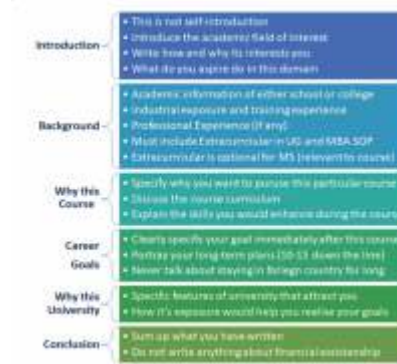 Introduction
• This is not self-introduction
• Introduce the academic field of interest
• Write how and why its interests you
• What do you aspire do in this domain
Background
• Academic information of either school or college
• Industrial exposure and training experience
• Professional Experience (if any)
• Must include Extracurricular in UG and MBA SOP
• Extracurricular is optional for MS (relevant to course)
Why this
Course
• Specify why you want to pursue this particular course
• Discuss the course curriculum
• Explain the skills you would enhance during the course
Career
Goals
• Clearly specify your goal immediately after this course
• Portray your long term plans (10-15 down the line)
• Never talk about staying in foreign country for long
Why this
University
• Specific features of university that attract you
• How it's exposure would help you realise your goals
Conclusion
• Sum up what you have written
• Do not write anything about financial sponsorship